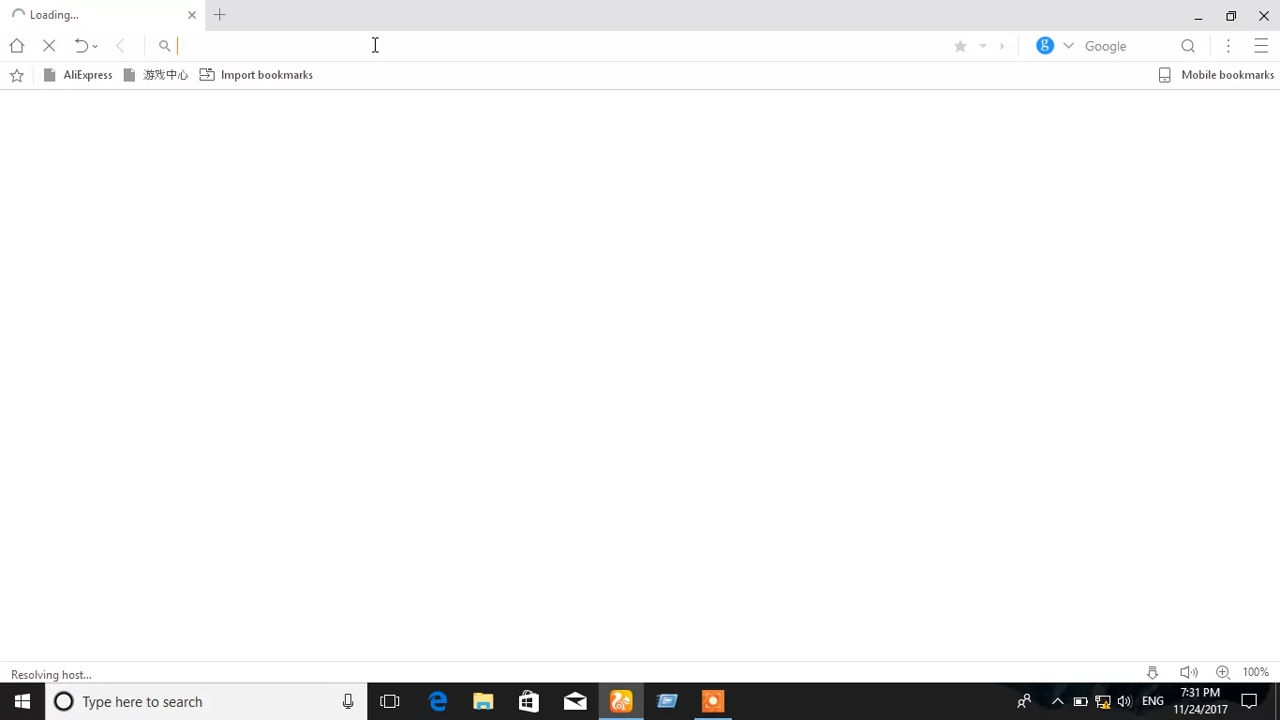 Loading...
g Google
AliExpress 游戏中心 Import bookmarks Mobile bookmarks
Resolving host... 100%
Type here to search ENG 7:31 PM
11/24/2017